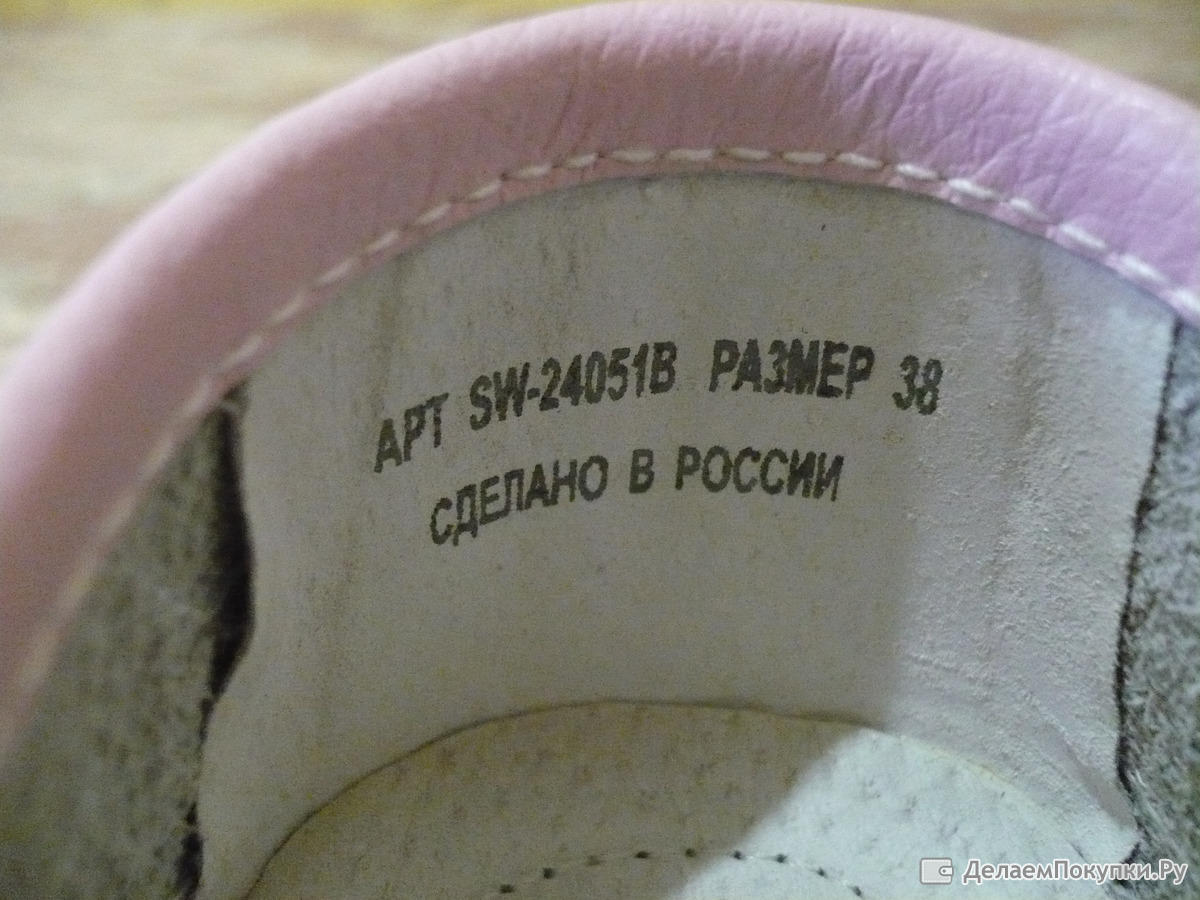 АРТ SW-24051B РАЗМЕР 38
СДЕЛАНО В РОССИИ
ДелаемПокупки.Ру